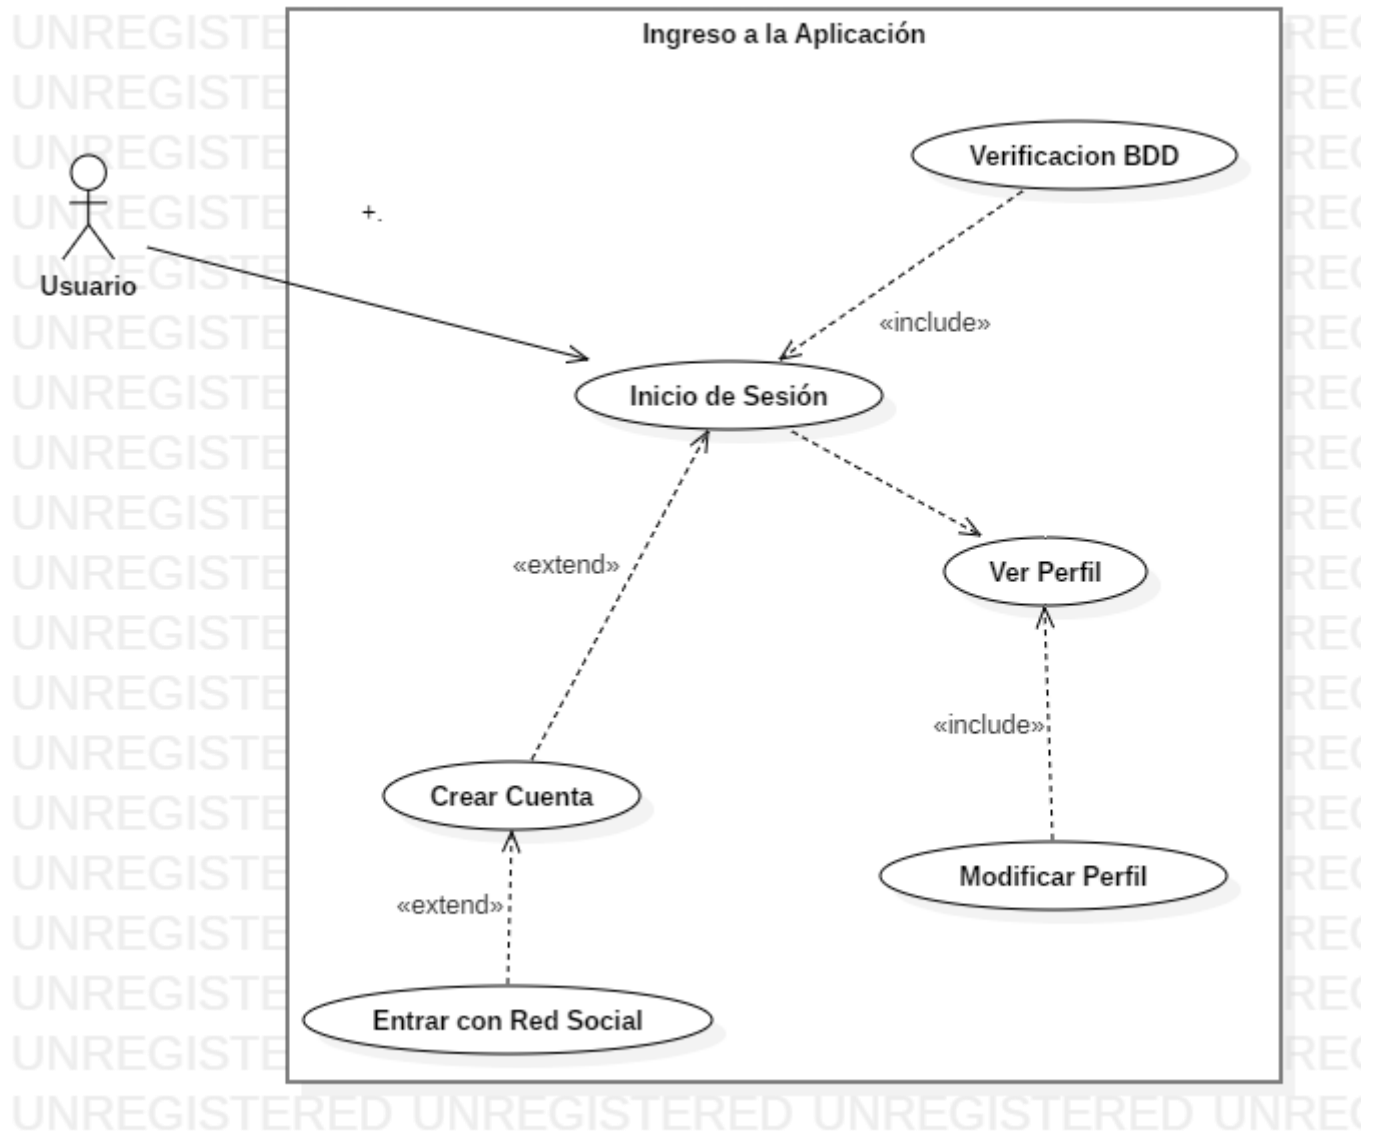 Ingreso a la Aplicación
Verificacion BDD
+.
Usuario
«include»
Inicio de Sesión
«extend»
Ver Perfil
«include»
Crear Cuenta
Modificar Perfil
«extend»
Entrar con Red Social
UNREGISTERED UNREGISTERED UNREGISTERED UNREG